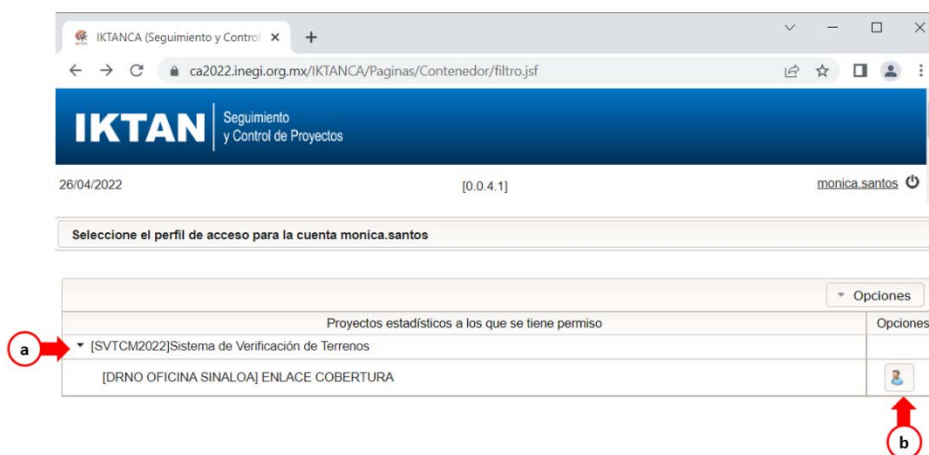 IKTANCA (Seguimiento y Control
ca2022.inegi.org.mx/IKTANCA/Paginas/Contenedor/filtro.jsf
IKTAN
Seguimiento
y Control de Proyectos
26/04/2022 [0.0.4.1] monica.santos
Seleccione el perfil de acceso para la cuenta monica.santos
Opciones
Proyectos estadísticos a los que se tiene permiso Opciones
a [SVTCM2022]Sistema de Verificación de Terrenos
[DRNO OFICINA SINALOA] ENLACE COBERTURA
b